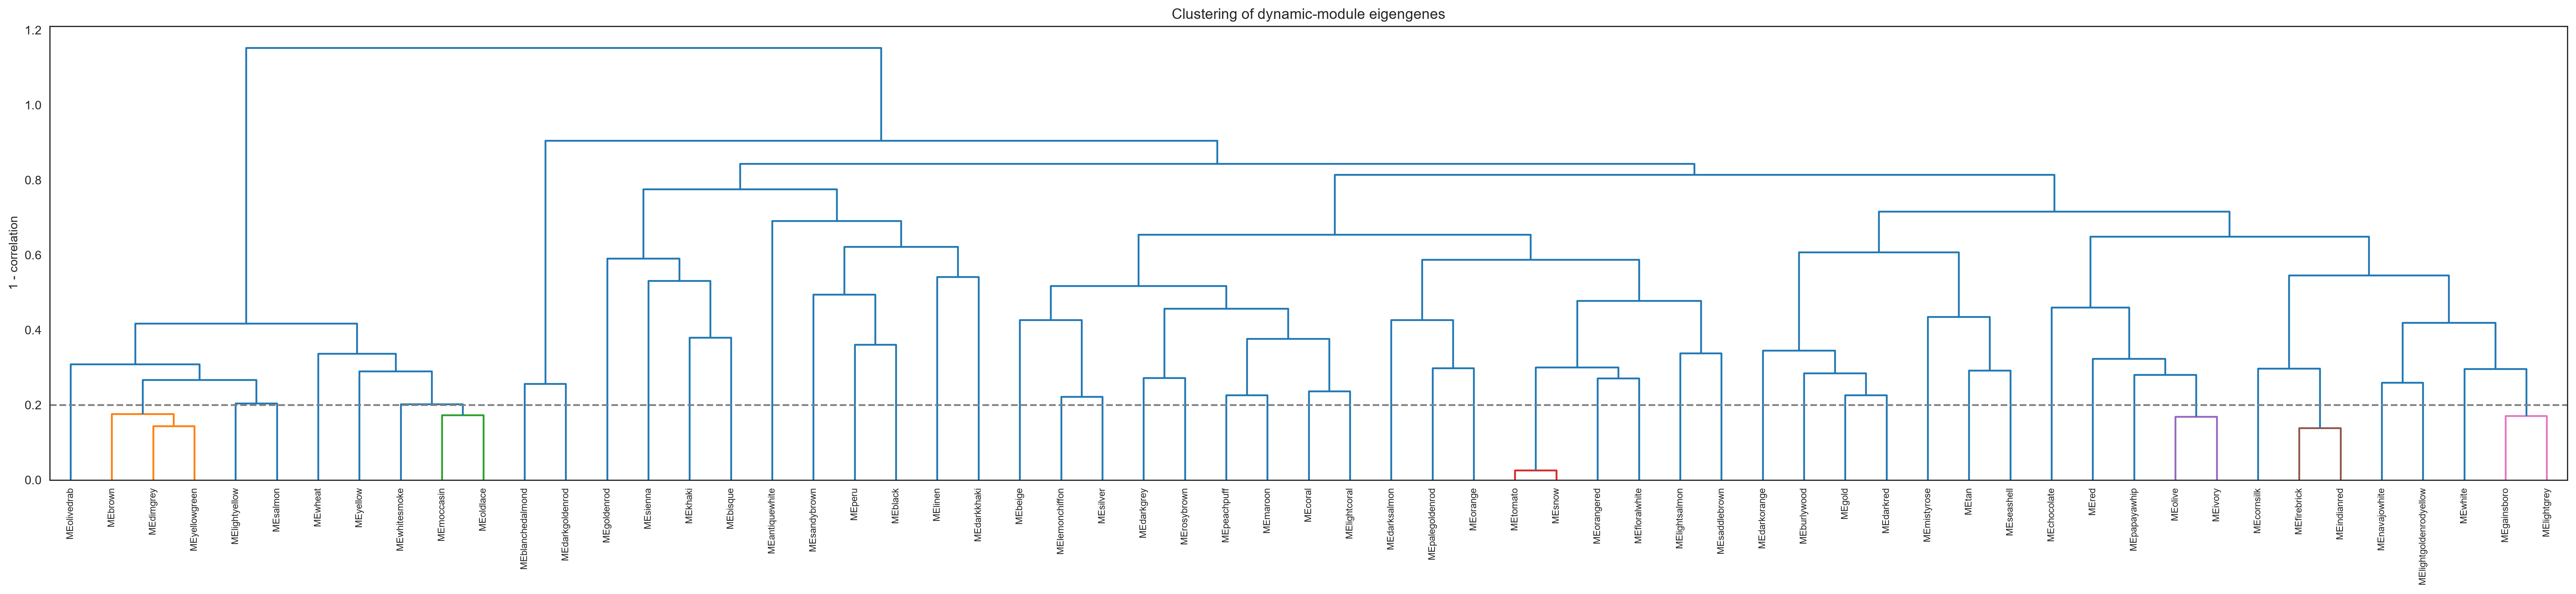 Clustering of dynamic-module eigengenes
1.2
1.0
0.8
0.6
0.4
0.2
0.0
1 - correlation
MEolivedrab
MEbrown
MEdimgrey
MEyellowgreen
MElightyellow
MEsalmon
MEwheat
MEyellow
MEwhitesmoke
MEmoccasin
MEoldlace
MEblanchedalmond
MEdarkgoldenrod
MEgoldenrod
MEsienna
MEkhaki
MEbisque
MEantiquewhite
MEsandybrown
MEperu
MEblack
MElinen
MEdarkkhaki
MEbeige
MElemonchiffon
MEsilver
MEdarkgrey
MErosybrown
MEpeachpuff
MEmaroon
MEcoral
MElightcoral
MEdarksalmon
MEpalegoldenrod
MEorange
MEtomato
MEsnow
MEorangered
MEfloralwhite
MElightsalmon
MEsaddlebrown
MEdarkorange
MEburlywood
MEgold
MEdarkred
MEmistyrose
MEtan
MEseashell
MEchocolate
MEred
MEpapayawhip
MEolive
MEivory
MEcornsilk
MEfirebrick
MEindianred
MEnavajowhite
MElightgoldenrodyellow
MEwhite
MEgainsboro
MElightgrey